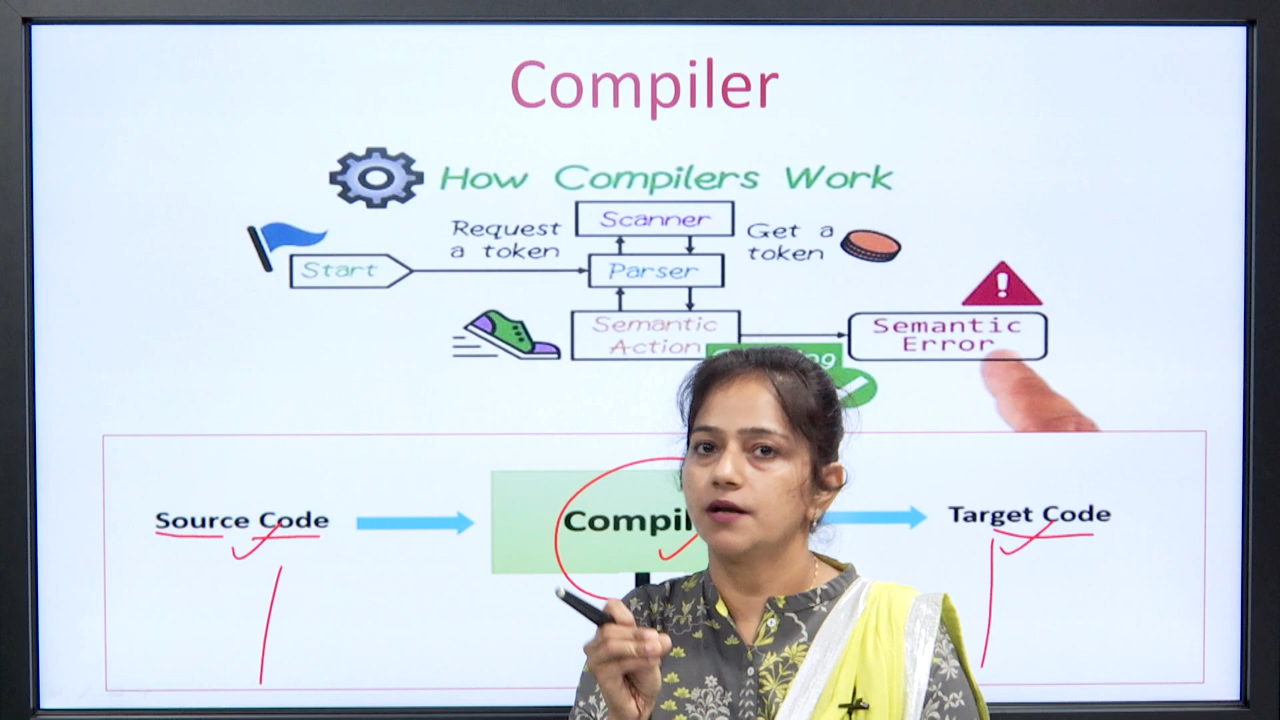 Compiler
How Compilers Work
Scanner
Request
a token
Get a
token
Start
Parser
Semantic
Action
Semantic
Error
Source Code
Target Code